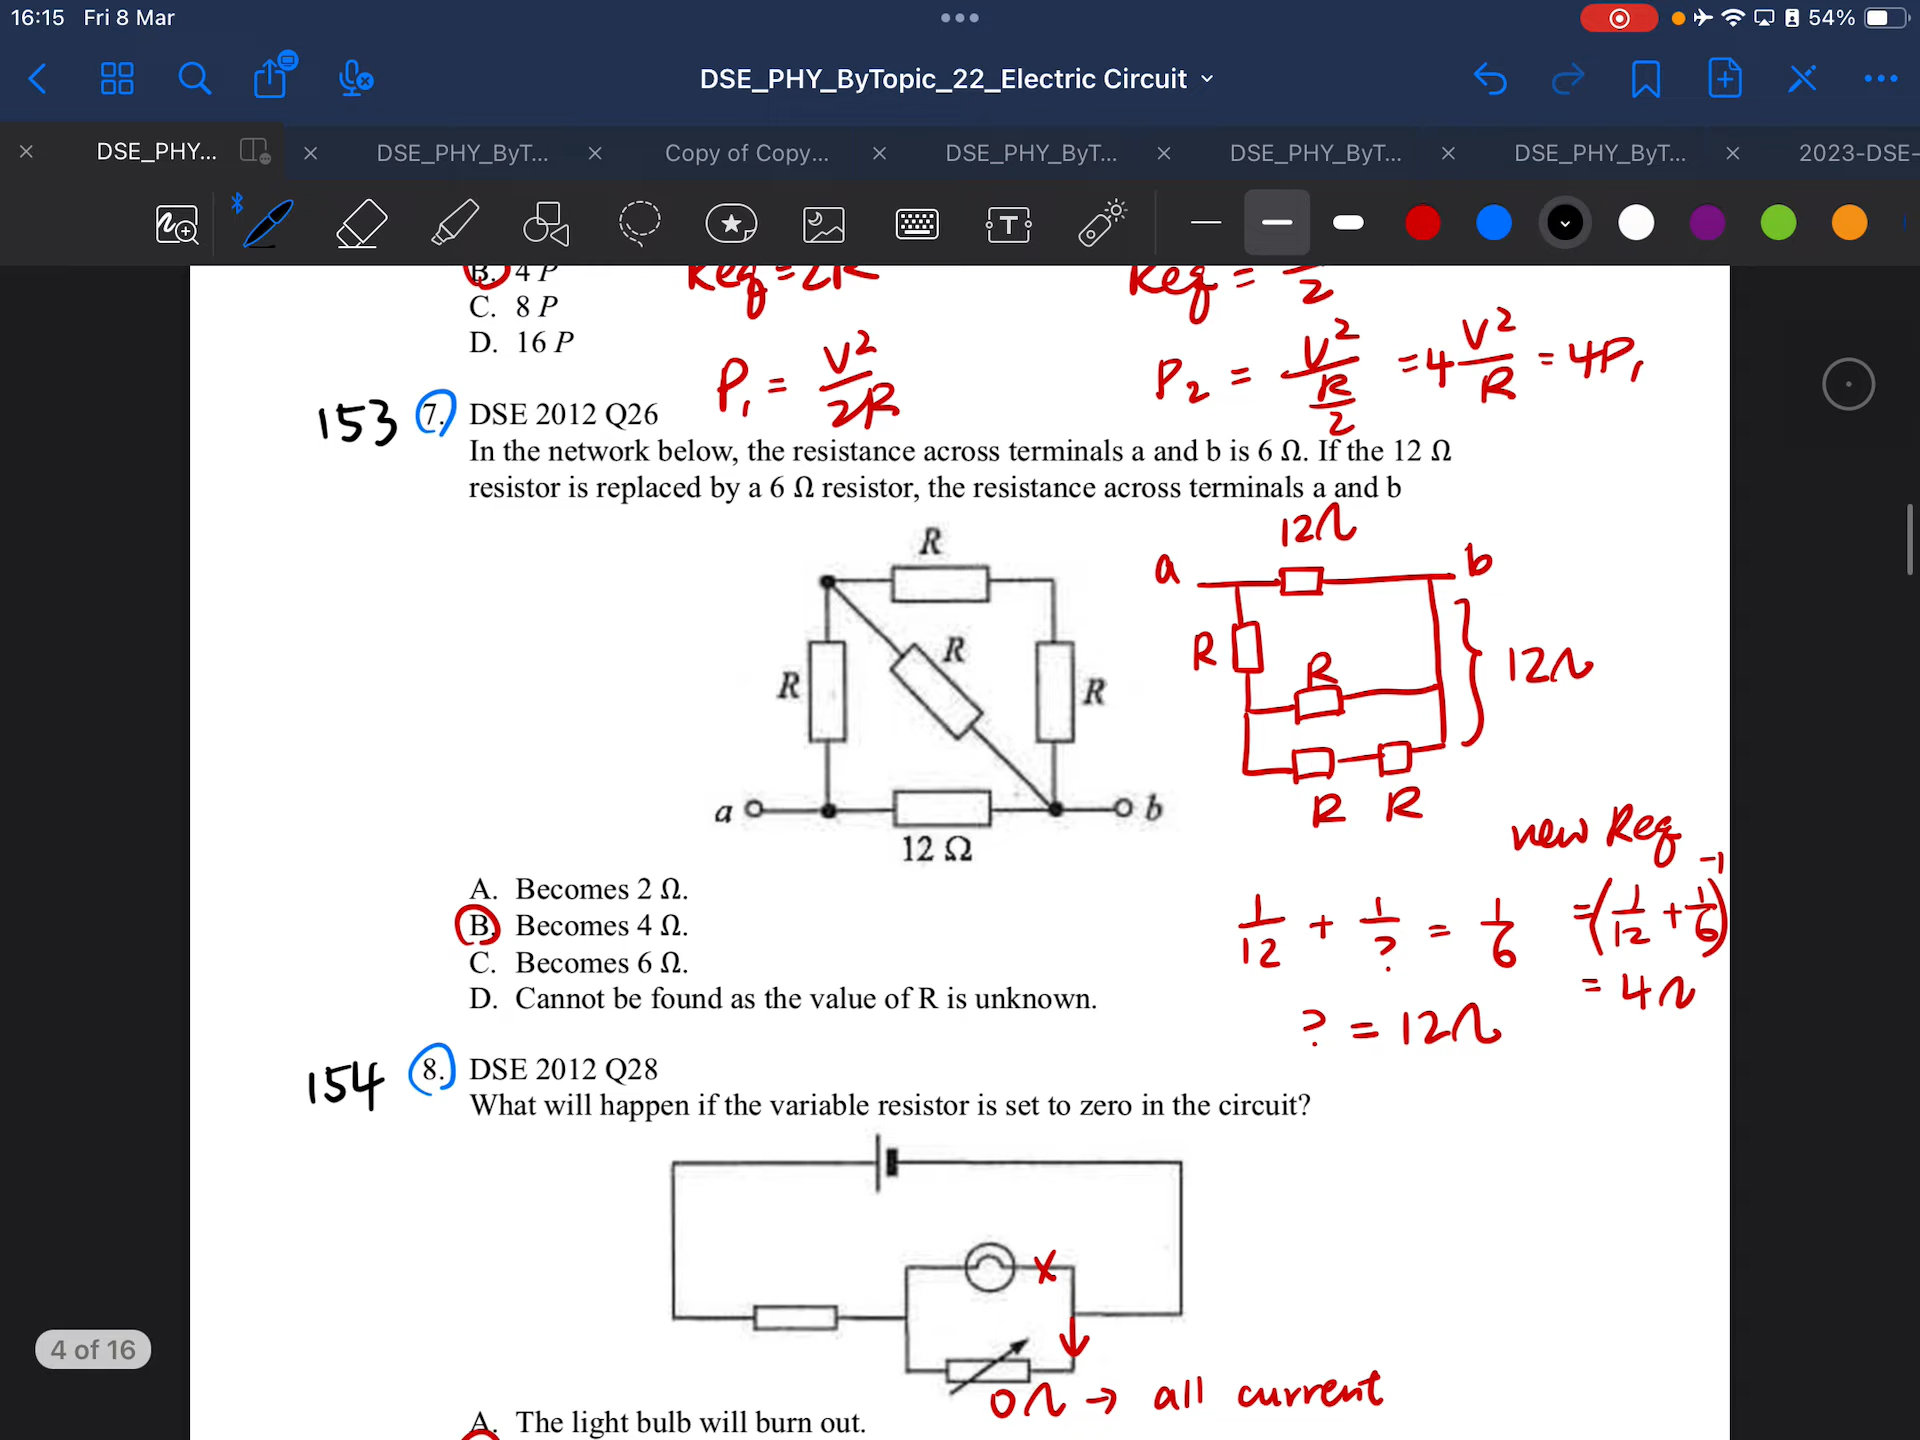 16:15 Fri 8 Mar
54%
DSE_PHY_ByTopic_22_Electric Circuit
DSE_PHY...
DSE_PHY_ByT...
Copy of Copy...
DSE_PHY_ByT...
DSE_PHY_ByT...
DSE_PHY_ByT...
2023-DSE-
T
B. 4 P
Req = 2R
Req = /2
C. 8 P
D. 16 P
P₁ = V²/2R
P₂ = V²/(R/2) = 4 V²/R = 4P₁
153
7. DSE 2012 Q26
In the network below, the resistance across terminals a and b is 6 Ω. If the 12 Ω
resistor is replaced by a 6 Ω resistor, the resistance across terminals a and b
R
R
R
R
a
b
12 Ω
12Ω
a
b
R
R
12Ω
R R
new Req
A. Becomes 2 Ω.
B. Becomes 4 Ω.
C. Becomes 6 Ω.
D. Cannot be found as the value of R is unknown.
1/12 + 1/? = 1/6
=(1/12 + 1/6)⁻¹
= 4Ω
? = 12Ω
154
8. DSE 2012 Q28
What will happen if the variable resistor is set to zero in the circuit?
x
0Ω → all current
4 of 16
A. The light bulb will burn out.